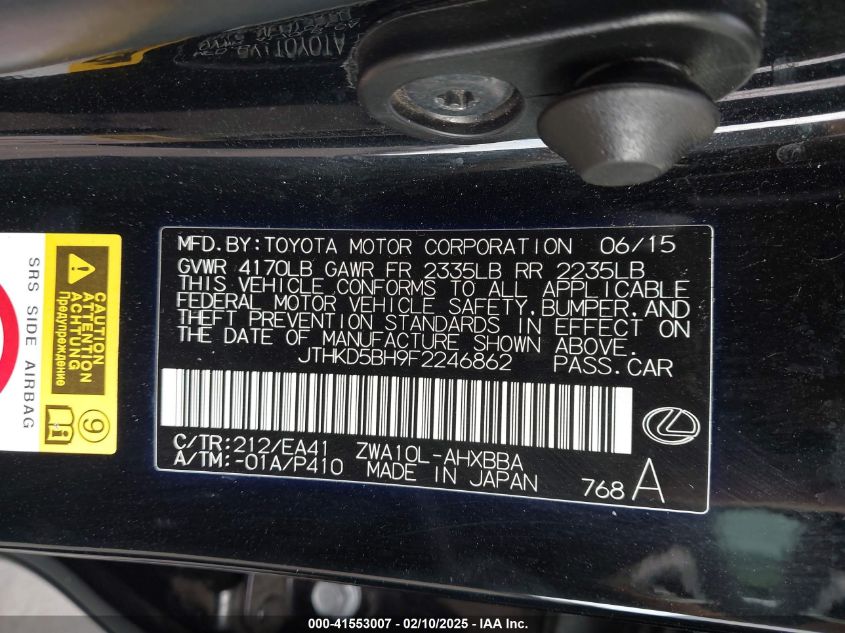 ATOYOTI
MFD.BY:TOYOTA MOTOR CORPORATION 06/15
GVWR 4170LB GAWR FR 2335LB RR 2235LB
THIS VEHICLE CONFORMS TO ALL APPLICABLE
FEDERAL MOTOR VEHICLE SAFETY,BUMPER,AND
THEFT PREVENTION STANDARDS IN EFFECT ON
THE DATE OF MANUFACTURE SHOWN ABOVE.
JTHKD5BH9F2246862 PASS.CAR
C/TR:212/EA41 ZWA10L-AHXBBA
A/TM:-01A/P410 MADE IN JAPAN
768 A
SRS SIDE AIRBAG
CAUTION
ATTENTION
ACHTUNG
Предупреждение
i
9
000-41553007 - 02/10/2025 - IAA Inc.